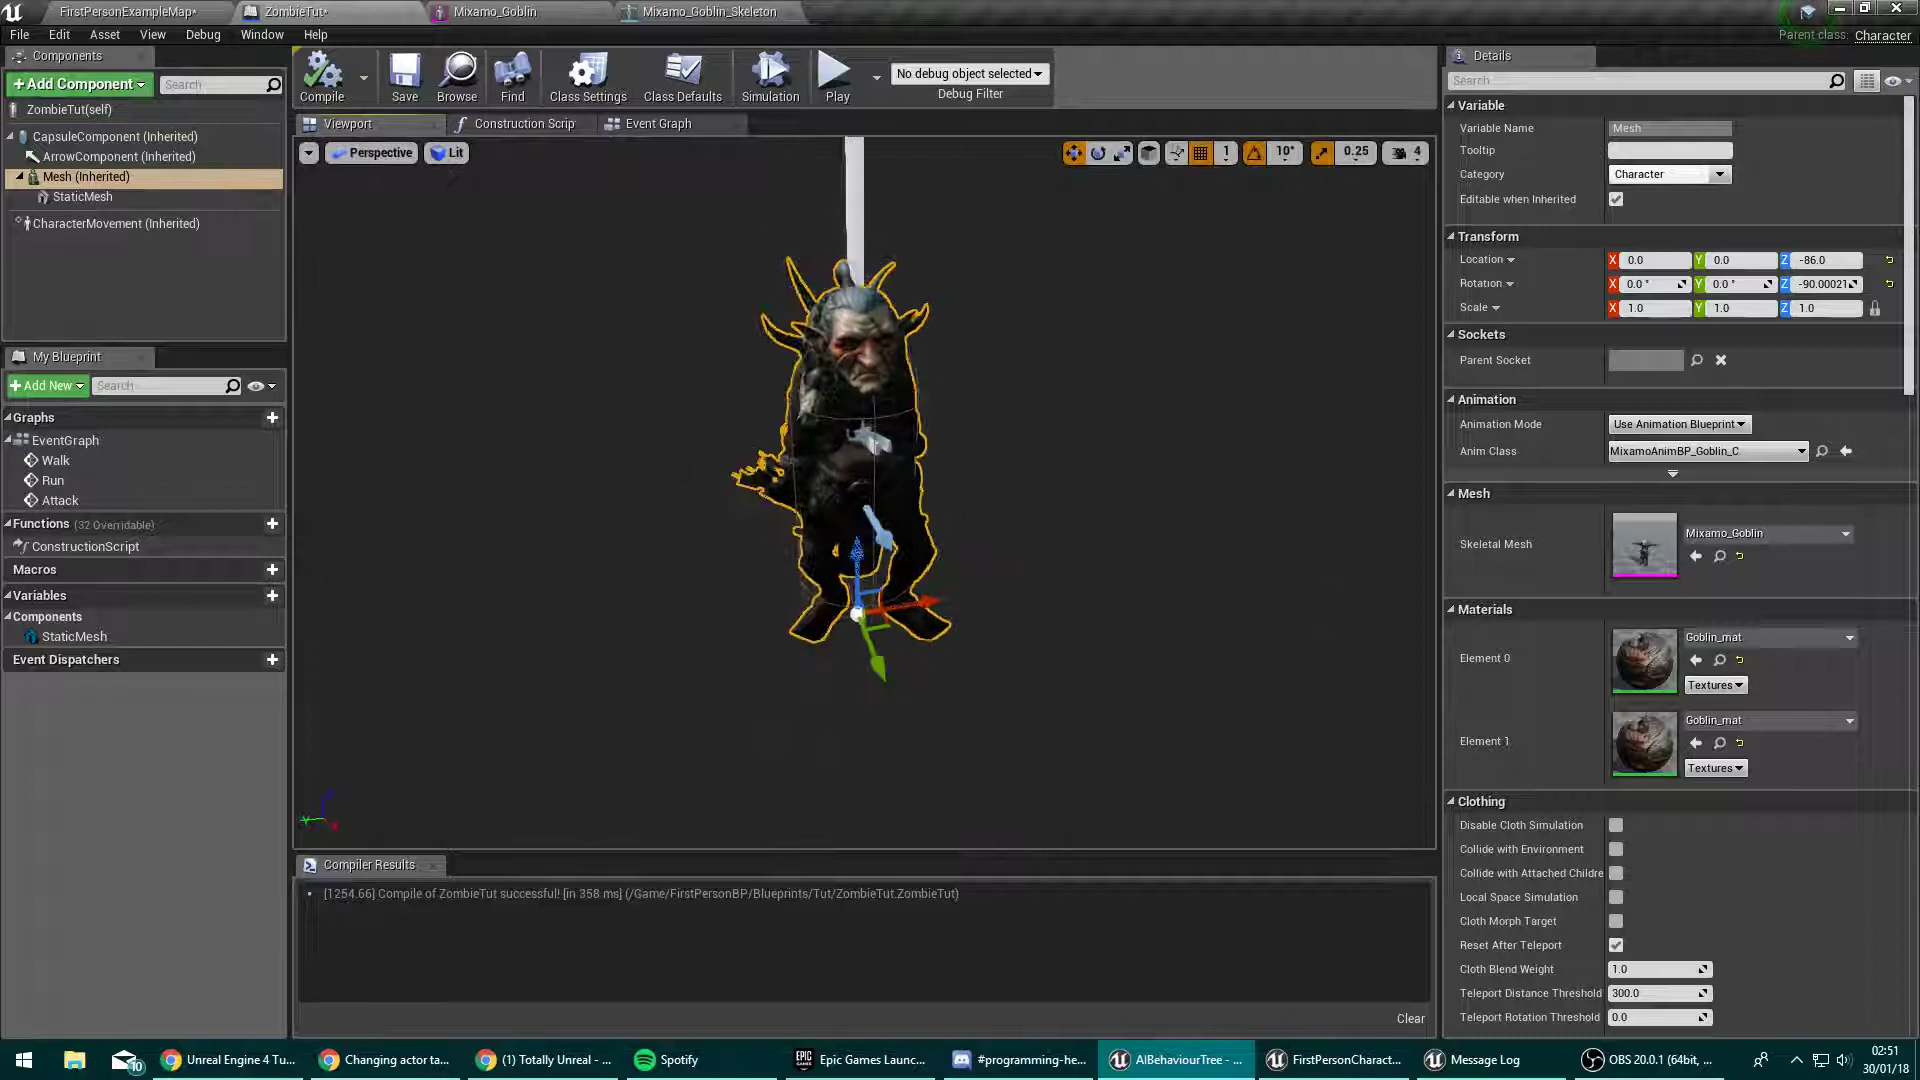 FirstPersonExampleMap*
ZombieTut*
Mixamo_Goblin
Mixamo_Goblin_Skeleton
File Edit Asset View Debug Window Help
Parent class: Character
Components
+Add Component
Search
ZombieTut(self)
CapsuleComponent (Inherited)
ArrowComponent (Inherited)
Mesh (Inherited)
StaticMesh
CharacterMovement (Inherited)
My Blueprint
+Add New
Search
Graphs
EventGraph
Walk
Run
Attack
Functions (32 Overridable)
ConstructionScript
Macros
Variables
Components
StaticMesh
Event Dispatchers
Compile
Save
Browse
Find
Class Settings
Class Defaults
Simulation
Play
No debug object selected
Debug Filter
Viewport
Construction Scrip
Event Graph
Perspective
Lit
1
10°
0.25
4
Compiler Results
[1254.66] Compile of ZombieTut successful! [in 358 ms] (/Game/FirstPersonBP/Blueprints/Tut/ZombieTut.ZombieTut)
Clear
Details
Search
Variable
Variable Name Mesh
Tooltip
Category Character
Editable when Inherited
Transform
Location X 0.0 Y 0.0 Z -86.0
Rotation X 0.0 ° Y 0.0 ° Z -90.00021
Scale X 1.0 Y 1.0 Z 1.0
Sockets
Parent Socket
Animation
Animation Mode Use Animation Blueprint
Anim Class MixamoAnimBP_Goblin_C
Mesh
Skeletal Mesh Mixamo_Goblin
Materials
Element 0 Goblin_mat
Textures
Element 1 Goblin_mat
Textures
Clothing
Disable Cloth Simulation
Collide with Environment
Collide with Attached Childre
Local Space Simulation
Cloth Morph Target
Reset After Teleport
Cloth Blend Weight 1.0
Teleport Distance Threshold 300.0
Teleport Rotation Threshold 0.0
10
Unreal Engine 4 Tu...
Changing actor ta...
(1) Totally Unreal - ...
Spotify
EPIC GAMES
Epic Games Launc...
#programming-he...
AIBehaviourTree - ...
FirstPersonCharact...
Message Log
OBS 20.0.1 (64bit, ...
02:51
30/01/18